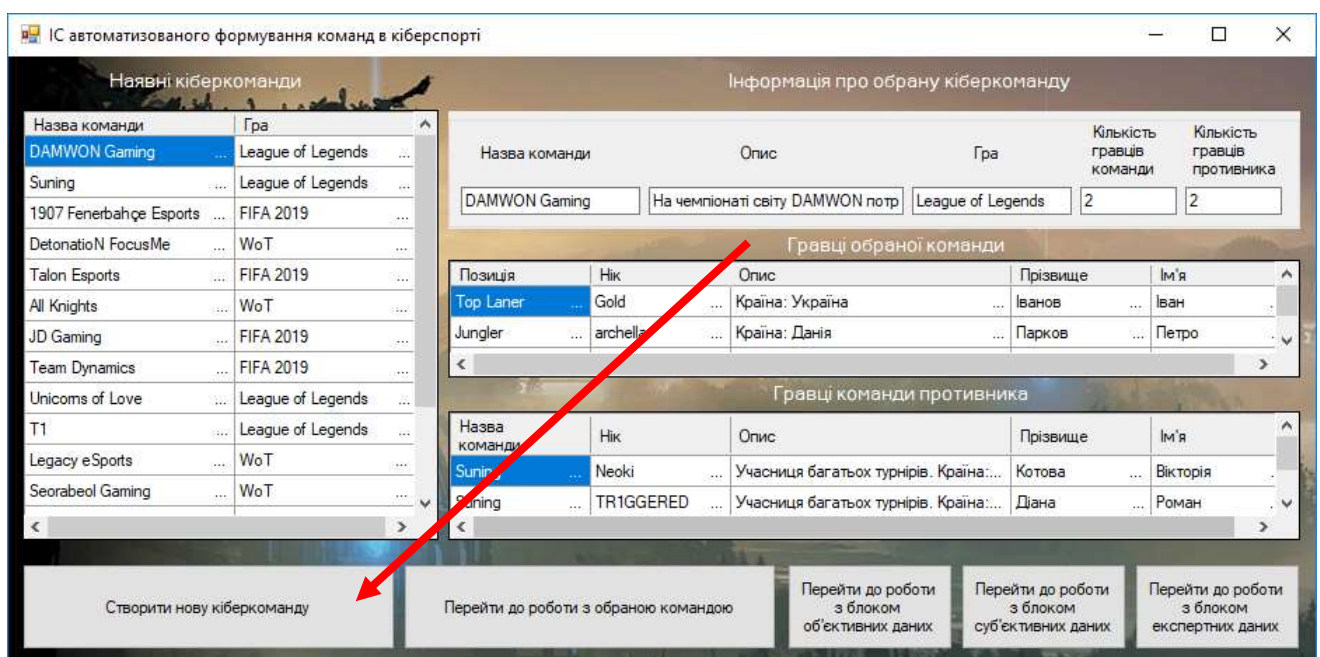 ІС автоматизованого формування команд в кіберспорті
Наявні кіберкоманди
Назва команди Гра
DAMWON Gaming ... League of Legends ...
Suning ... League of Legends ...
1907 Fenerbahçe Esports ... FIFA 2019 ...
DetonatioN FocusMe ... WoT ...
Talon Esports ... FIFA 2019 ...
All Knights ... WoT ...
JD Gaming ... FIFA 2019 ...
Team Dynamics ... FIFA 2019 ...
Unicorns of Love ... League of Legends ...
T1 ... League of Legends ...
Legacy eSports ... WoT ...
Seorabeol Gaming ... WoT ...
Інформація про обрану кіберкоманду
Назва команди Опис Гра
Кількість
гравців
команди
Кількість
гравців
противника
DAMWON Gaming На чемпіонаті світу DAMWON потр League of Legends 2 2
Гравці обраної команди
Позиція Нік Опис Прізвище Ім'я
Top Laner ... Gold ... Країна: Україна ... Іванов ... Іван .
Jungler ... archella ... Країна: Данія ... Парков ... Петро .
Гравці команди противника
Назва
команди
Нік Опис Прізвище Ім'я
Suning ... Neoki ... Учасниця багатьох турнірів. Країна:... Котова ... Вікторія .
Suning ... TR1GGERED ... Учасниця багатьох турнірів. Країна:... Діана ... Роман .
Створити нову кіберкоманду
Перейти до роботи з обраною командою
Перейти до роботи
з блоком
об'єктивних даних
Перейти до роботи
з блоком
суб'єктивних даних
Перейти до роботи
з блоком
експертних даних